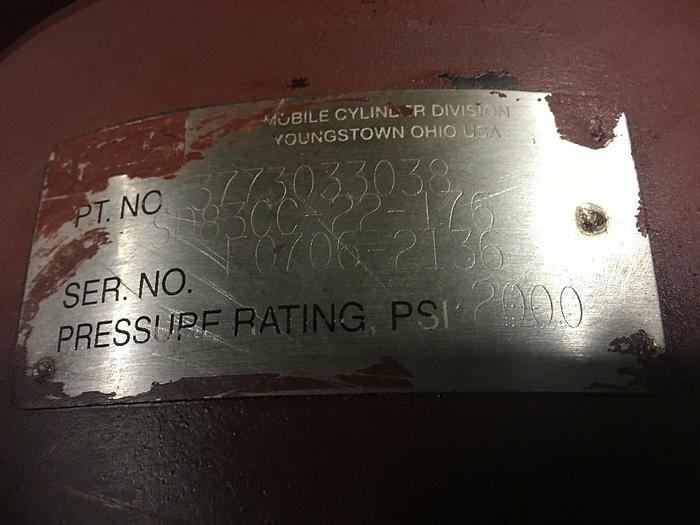 MOBILE CYLINDER DIVISION
YOUNGSTOWN OHIO USA
PT. NO 3773033038
SD83CC-22-176
SER. NO. F0706-2136
PRESSURE RATING PSI 2000